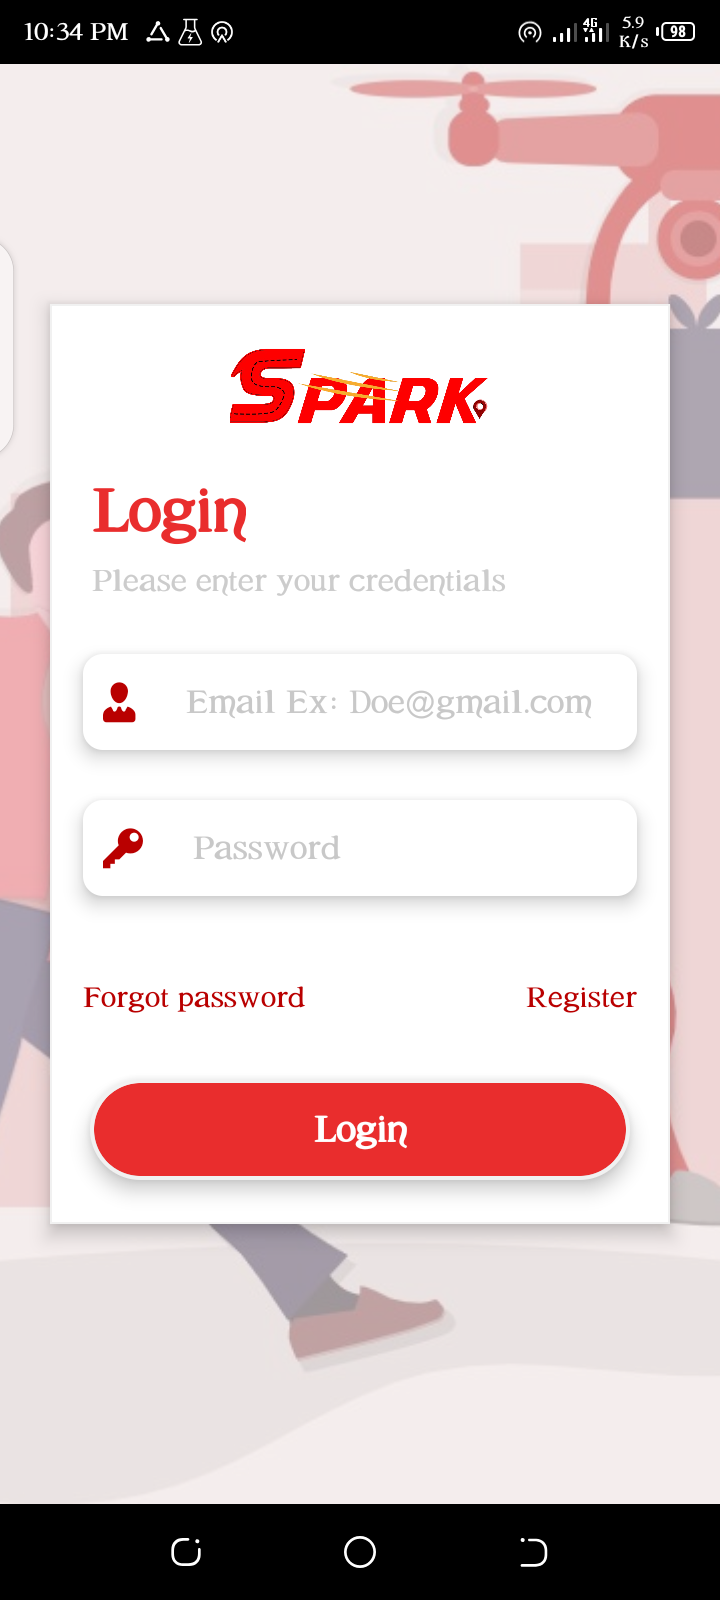 10:34 PM 4G 5.9 K/s 98
SPARK
Login
Please enter your credentials
Email Ex: Doe@gmail.com
Password
Forgot password Register
Login